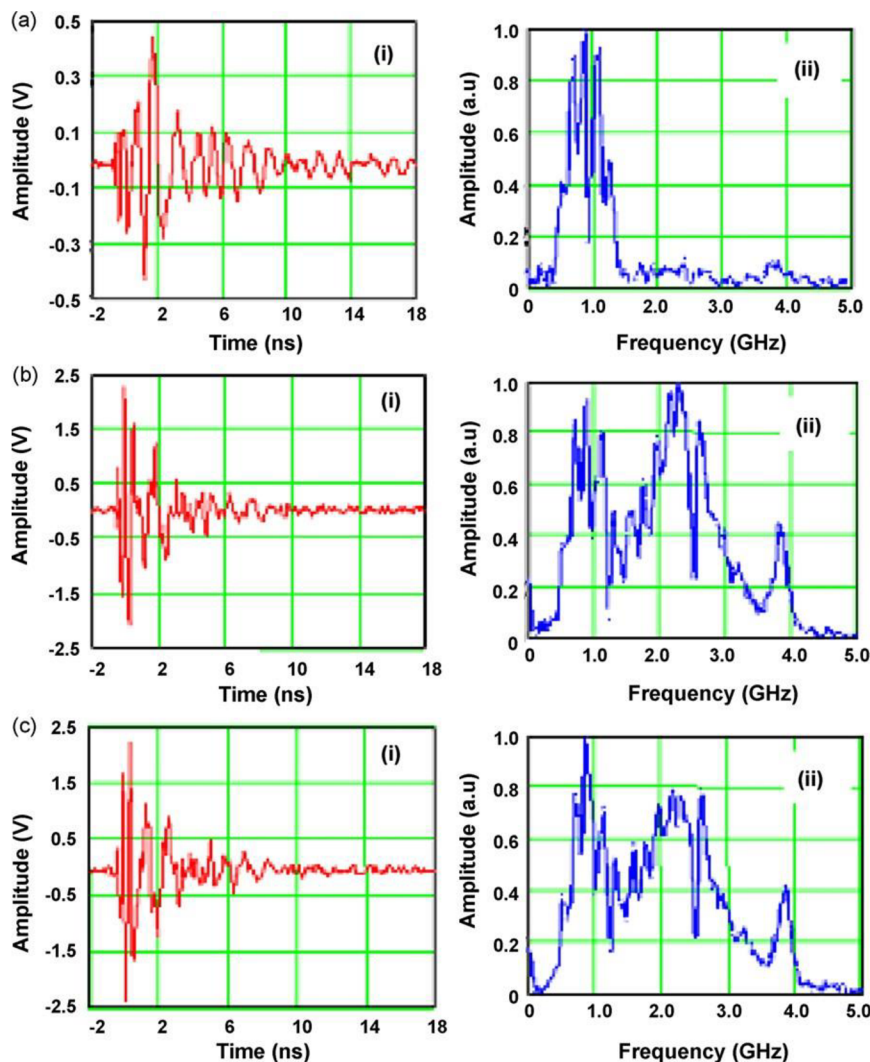 (a)
(i)
Amplitude (V)
0.5
0.3
0.1
-0.1
-0.3
-0.5
-2 2 6 10 14 18
Time (ns)
(ii)
Amplitude (a.u)
1.0
0.8
0.6
0.4
0.2
0
0 1.0 2.0 3.0 4.0 5.0
Frequency (GHz)
(b)
(i)
Amplitude (V)
2.5
1.5
0.5
-0.5
-1.5
-2.5
-2 2 6 10 14 18
Time (ns)
(ii)
Amplitude (a.u)
1.0
0.8
0.6
0.4
0.2
0
0 1.0 2.0 3.0 4.0 5.0
Frequency (GHz)
(c)
(i)
Amplitude (V)
2.5
1.5
0.5
-0.5
-1.5
-2.5
-2 2 6 10 14 18
Time (ns)
(ii)
Amplitude (a.u)
1.0
0.8
0.6
0.4
0.2
0
0 1.0 2.0 3.0 4.0 5.0
Frequency (GHz)